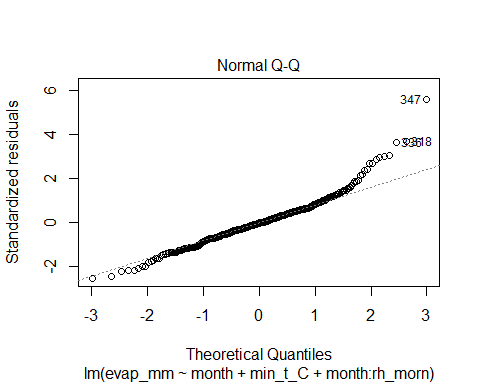 Normal Q-Q
Standardized residuals
6
4
2
0
-2
347
318
-3 -2 -1 0 1 2 3
Theoretical Quantiles
lm(evap_mm ~ month + min_t_C + month:rh_morn)